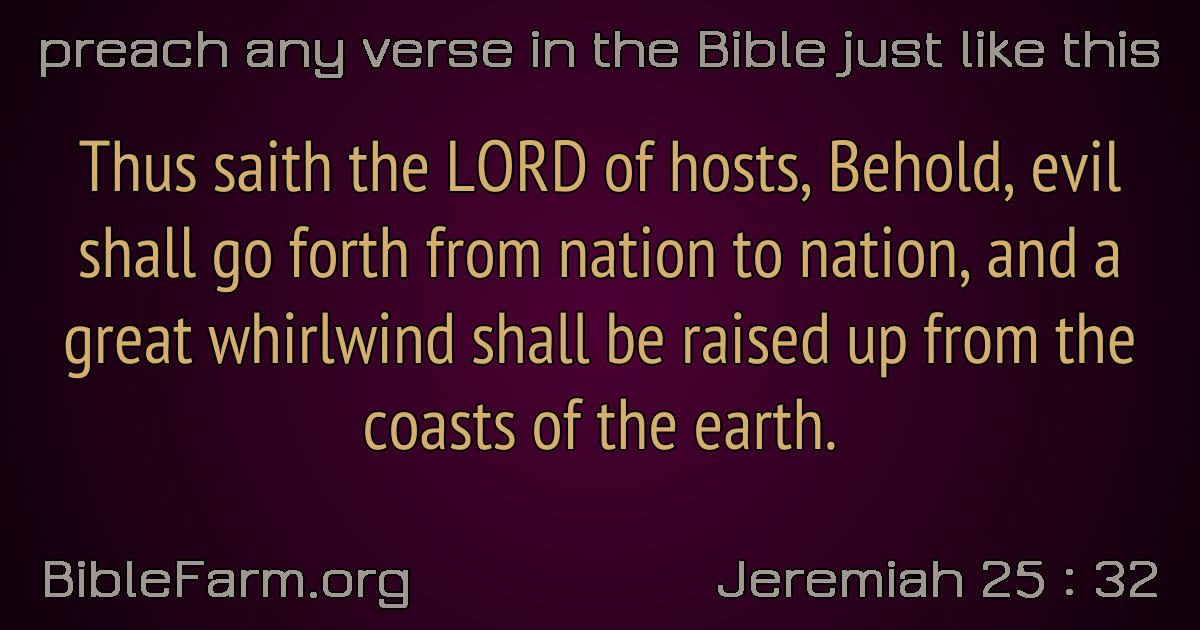 preach any verse in the Bible just like this
Thus saith the LORD of hosts, Behold, evil
shall go forth from nation to nation, and a
great whirlwind shall be raised up from the
coasts of the earth.
BibleFarm.org
Jeremiah 25 : 32